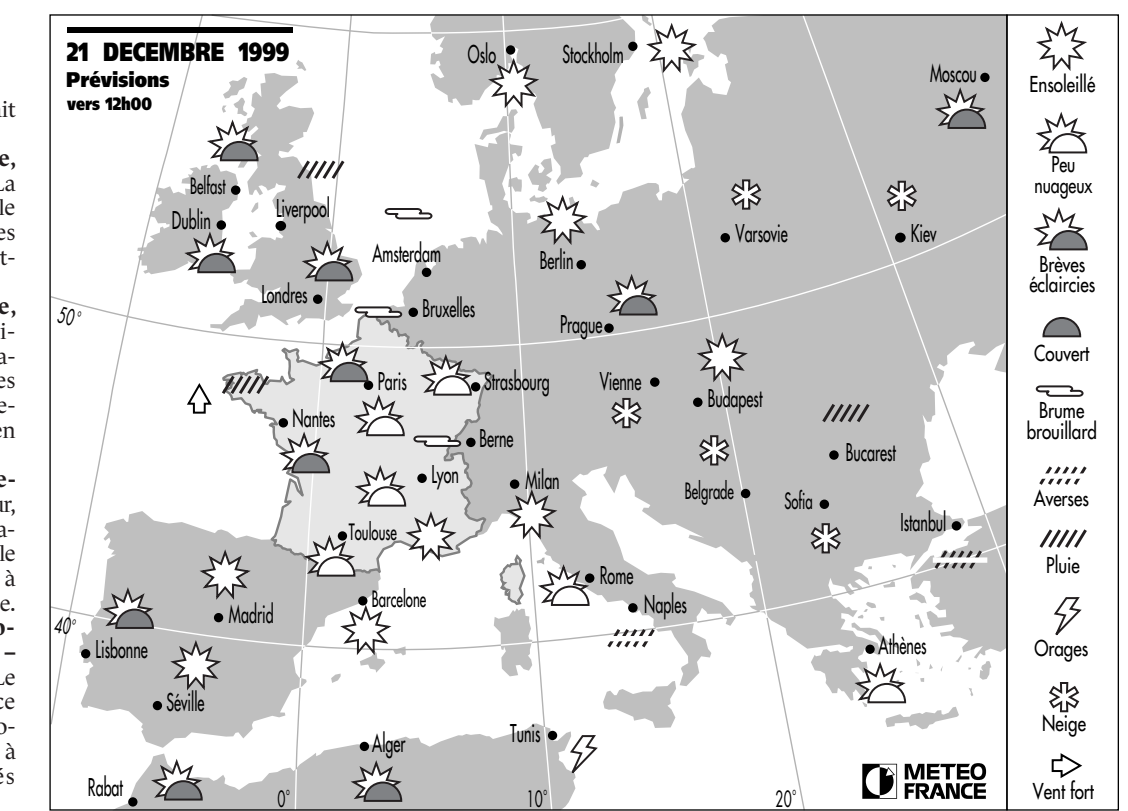 21 DECEMBRE 1999
Prévisions
vers 12h00
Oslo
Stockholm
Moscou
Belfast
Dublin
Liverpool
Amsterdam
Berlin
Varsovie
Kiev
Londres
Bruxelles
Prague
50°
Paris
Strasbourg
Vienne
Budapest
Nantes
Berne
Bucarest
Lyon
Milan
Belgrade
Sofia
Istanbul
Toulouse
Rome
Madrid
Barcelone
Naples
40°
Lisbonne
Athènes
Séville
Tunis
Alger
Rabat
0°
10°
20°
METEO
FRANCE
Ensoleillé
Peu
nuageux
Brèves
éclaircies
Couvert
Brume
brouillard
Averses
Pluie
Orages
Neige
Vent fort